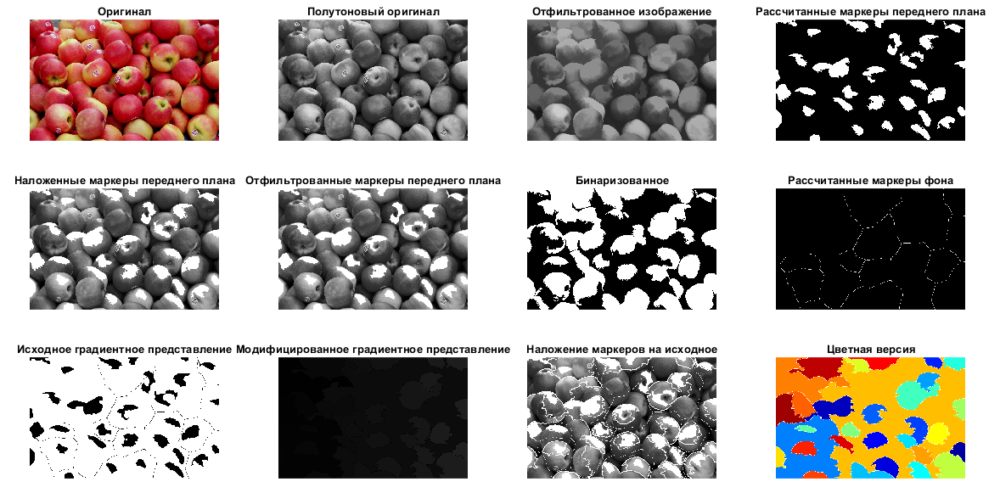 Оригинал
Полутоновый оригинал
Отфильтрованное изображение
Рассчитанные маркеры переднего плана
Наложенные маркеры переднего плана
Отфильтрованные маркеры переднего плана
Бинаризованное
Рассчитанные маркеры фона
Исходное градиентное представление
Модифицированное градиентное представление
Наложение маркеров на исходное
Цветная версия